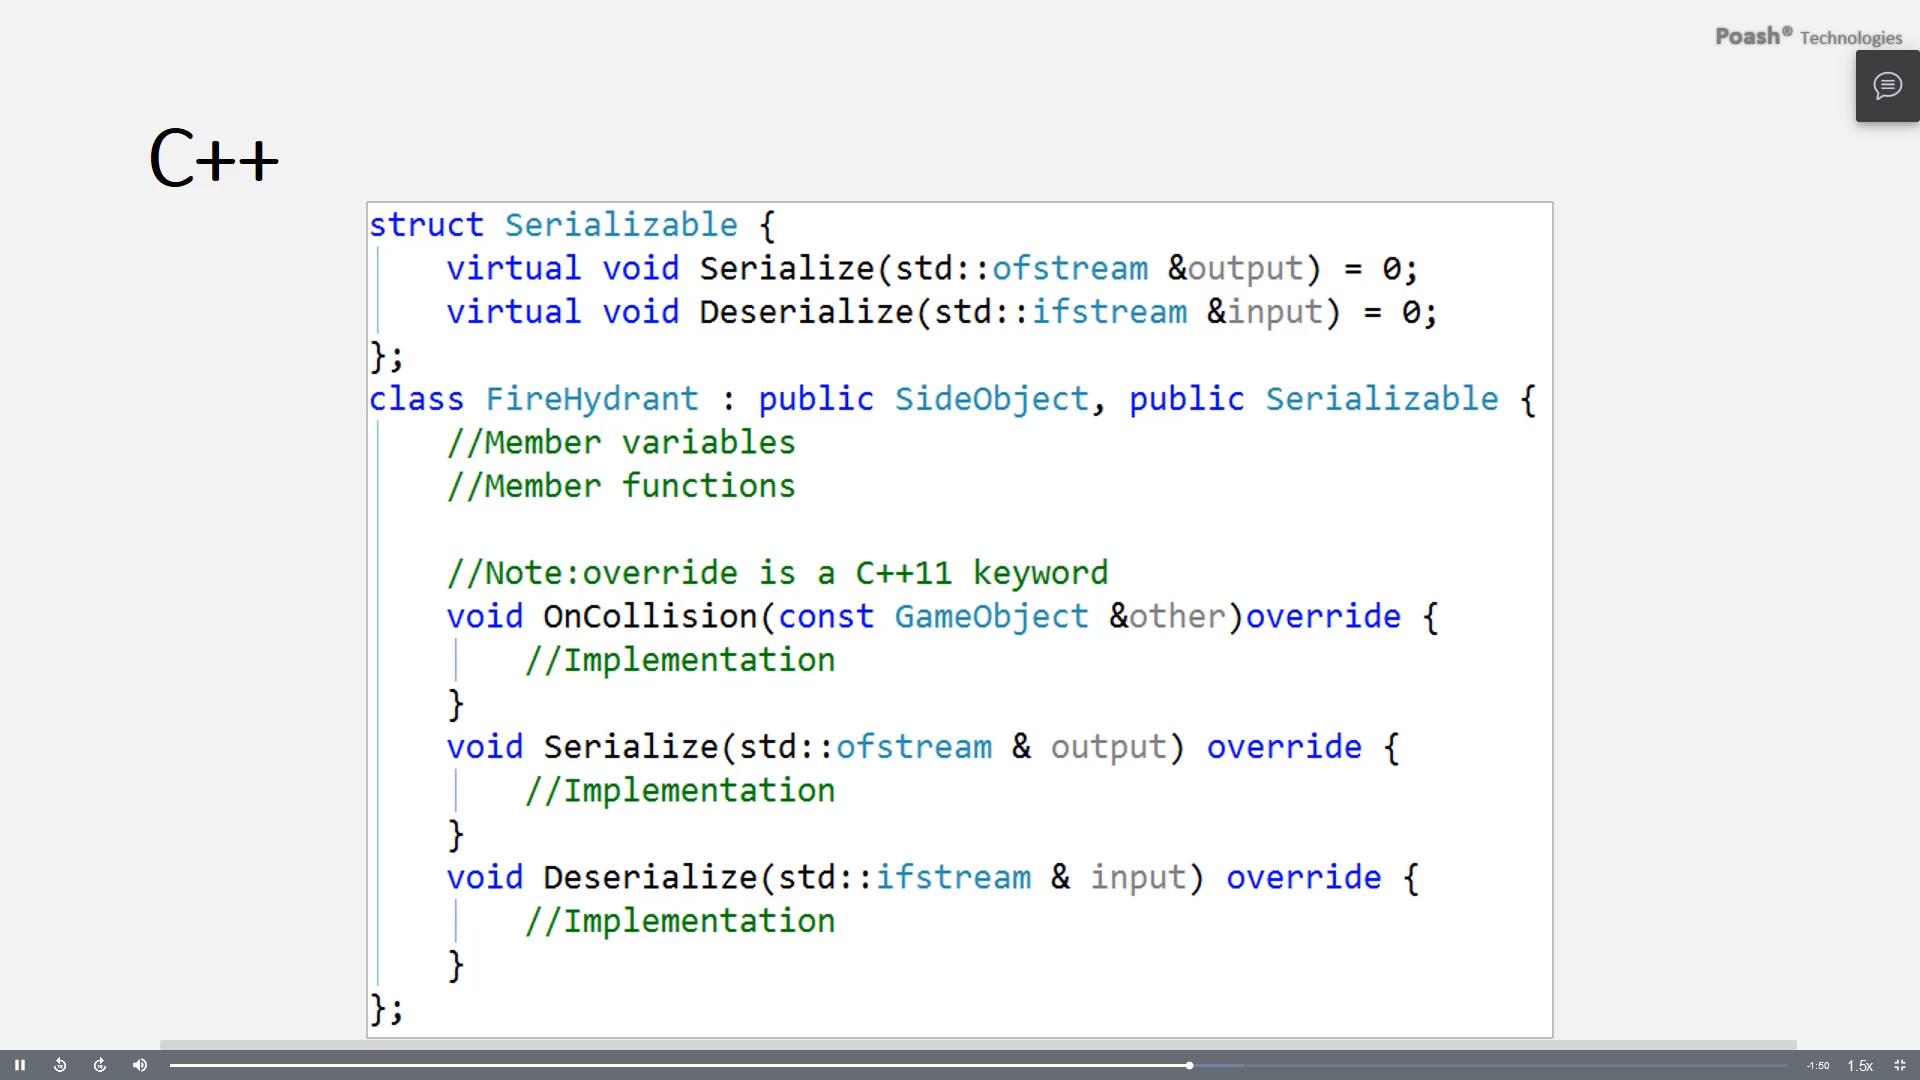 Poash® Technologies
C++
struct Serializable {
    virtual void Serialize(std::ofstream &output) = 0;
    virtual void Deserialize(std::ifstream &input) = 0;
};
class FireHydrant : public SideObject, public Serializable {
    //Member variables
    //Member functions

    //Note:override is a C++11 keyword
    void OnCollision(const GameObject &other)override {
        //Implementation
    }
    void Serialize(std::ofstream & output) override {
        //Implementation
    }
    void Deserialize(std::ifstream & input) override {
        //Implementation
    }
};
-1:50 1.5x